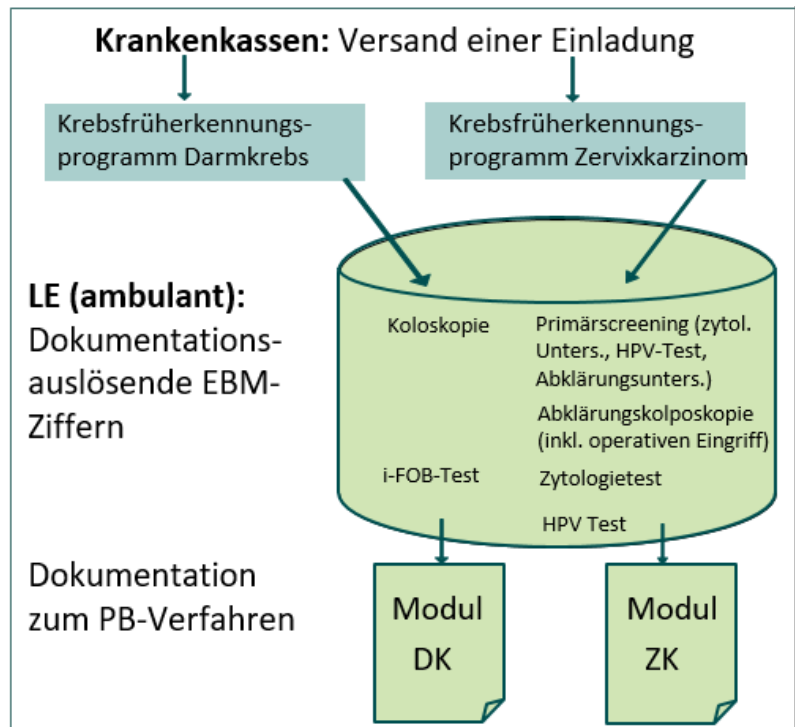 Krankenkassen: Versand einer Einladung
Krebsfrüherkennungs-
programm Darmkrebs
Krebsfrüherkennungs-
programm Zervixkarzinom
LE (ambulant):
Dokumentations-
auslösende EBM-
Ziffern
Koloskopie
i-FOB-Test
Primärscreening (zytol.
Unters., HPV-Test,
Abklärungsunters.)
Abklärungskolposkopie
(inkl. operativen Eingriff)
Zytologietest
HPV Test
Dokumentation
zum PB-Verfahren
Modul
DK
Modul
ZK